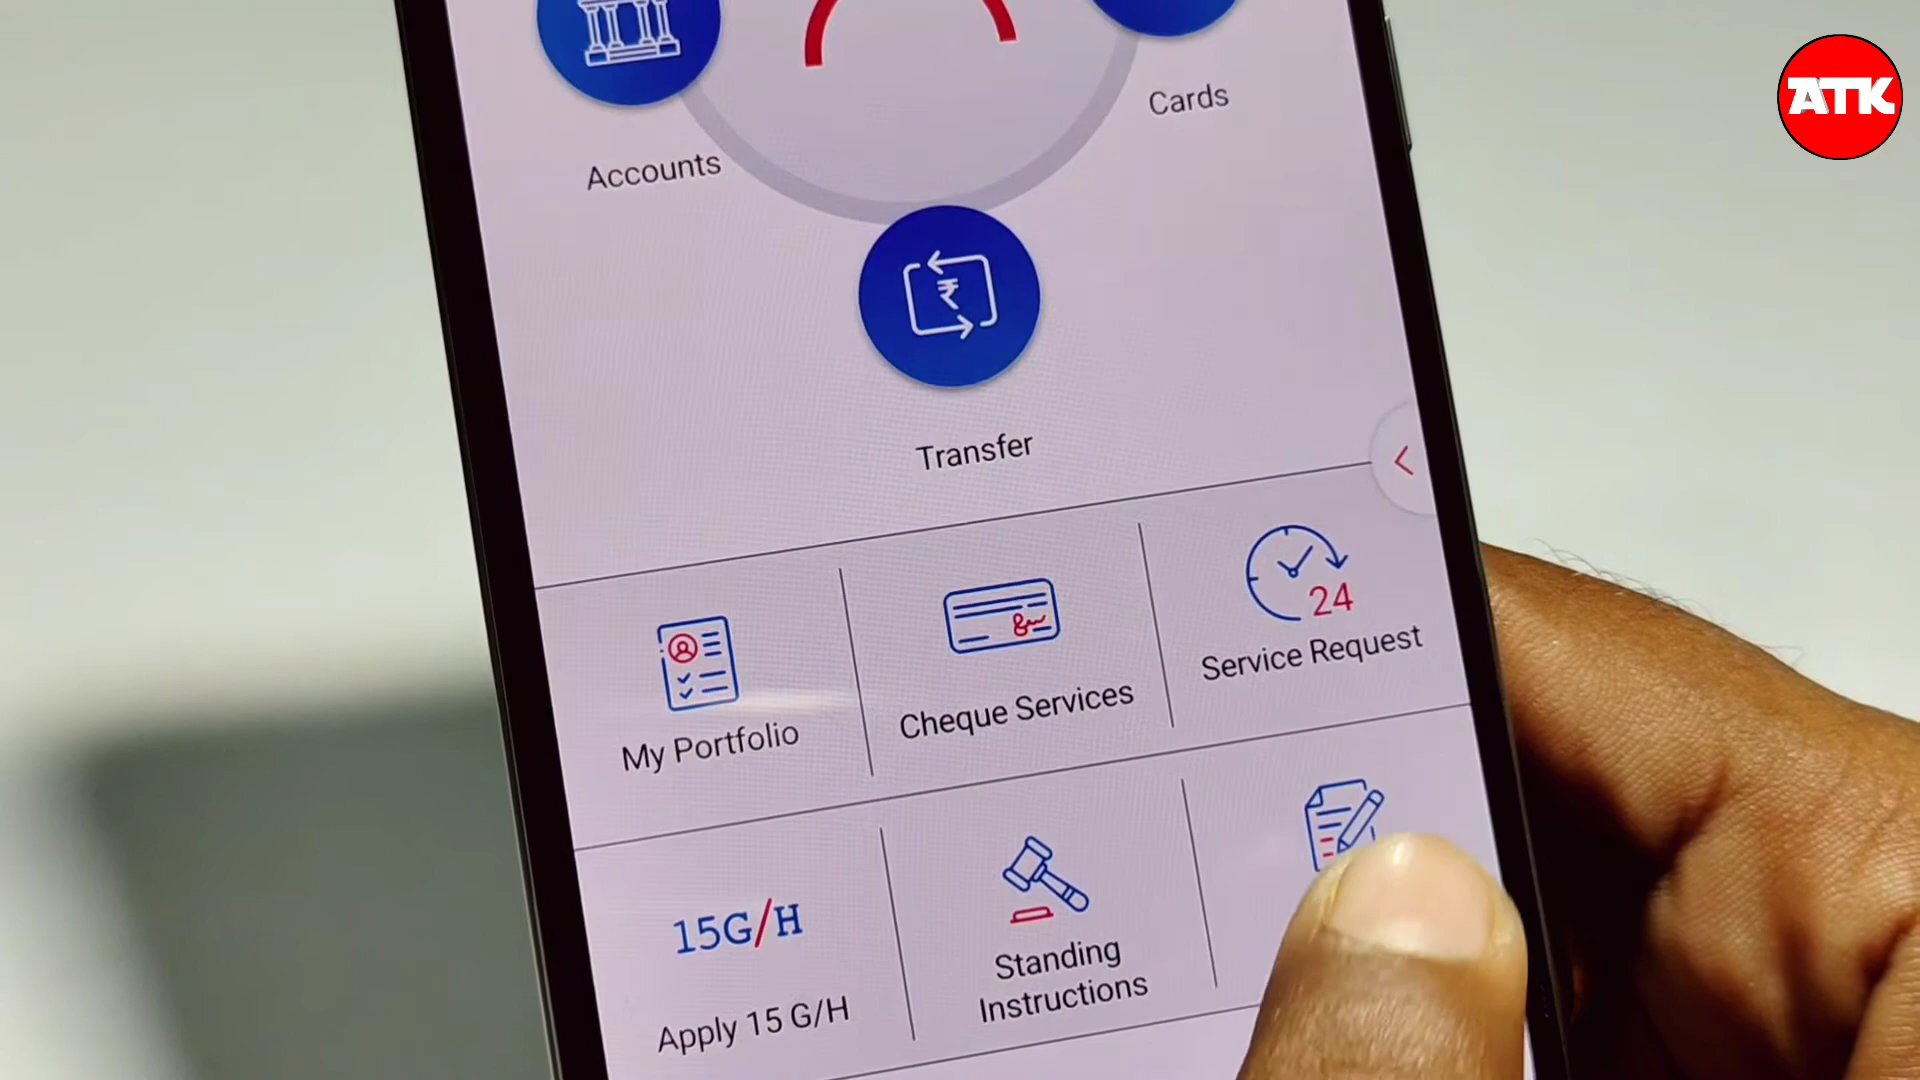 ATK
Cards
Accounts
₹
Transfer
24
Service Request
Cheque Services
My Portfolio
15G/H
Apply 15 G/H
Standing
Instructions